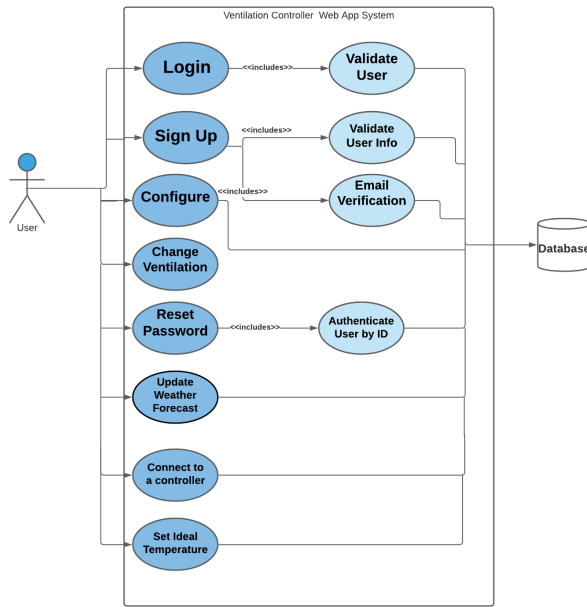 Ventilation Controller  Web App System
Login
<<includes>>
Validate
User
Sign Up
<<includes>>
Validate
User Info
User
Configure
<<includes>>
Email
Verification
Change
Ventilation
Database
Reset
Password
<<includes>>
Authenticate
User by ID
Update
Weather
Forecast
Connect to
a controller
Set Ideal
Temperature